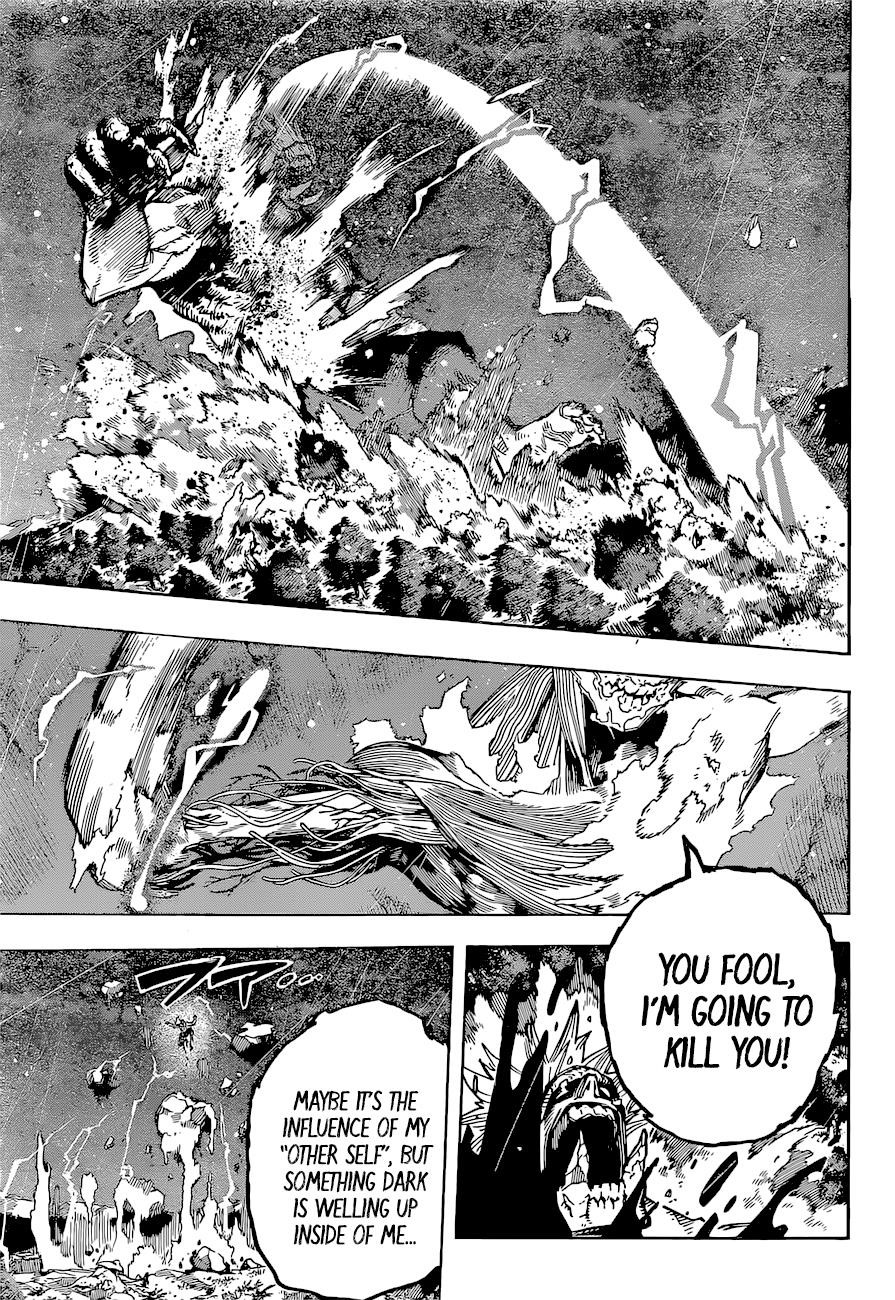 YOU FOOL,
I'M GOING TO
KILL YOU!
MAYBE IT'S THE
INFLUENCE OF MY
"OTHER SELF", BUT
SOMETHING DARK
IS WELLING UP
INSIDE OF ME...